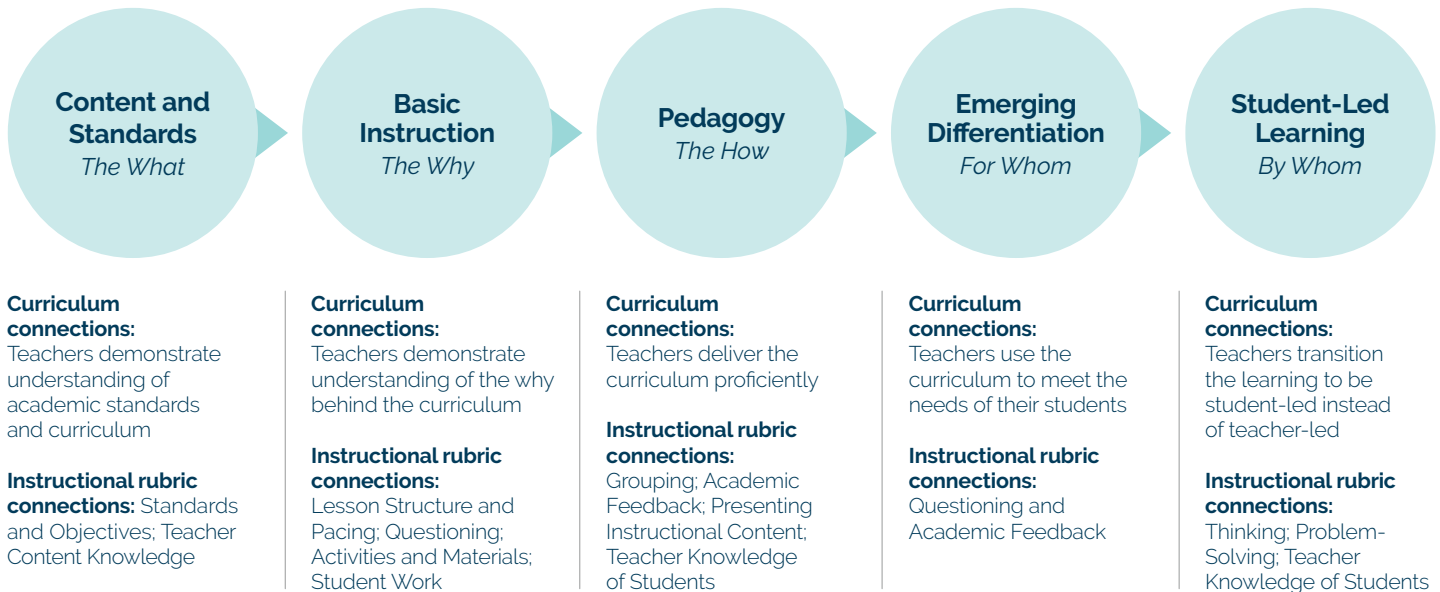 Content and
Standards
The What
Basic
Instruction
The Why
Pedagogy
The How
Emerging
Differentiation
For Whom
Student-Led
Learning
By Whom
Curriculum
connections:
Teachers demonstrate
understanding of
academic standards
and curriculum
Instructional rubric
connections: Standards
and Objectives; Teacher
Content Knowledge
Curriculum
connections:
Teachers demonstrate
understanding of the why
behind the curriculum
Instructional rubric
connections:
Lesson Structure and
Pacing; Questioning;
Activities and Materials;
Student Work
Curriculum
connections:
Teachers deliver the
curriculum proficiently
Instructional rubric
connections:
Grouping; Academic
Feedback; Presenting
Instructional Content;
Teacher Knowledge
of Students
Curriculum
connections:
Teachers use the
curriculum to meet the
needs of their students
Instructional rubric
connections:
Questioning and
Academic Feedback
Curriculum
connections:
Teachers transition
the learning to be
student-led instead
of teacher-led
Instructional rubric
connections:
Thinking; Problem-
Solving; Teacher
Knowledge of Students